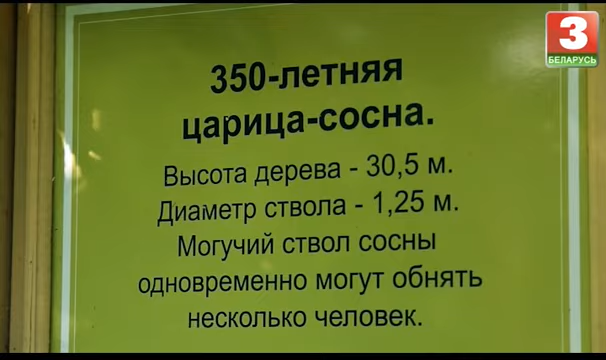 3
БЕЛАРУСЬ
350-летняя
царица-сосна.
Высота дерева - 30,5 м.
Диаметр ствола - 1,25 м.
Могучий ствол сосны
одновременно могут обнять
несколько человек.